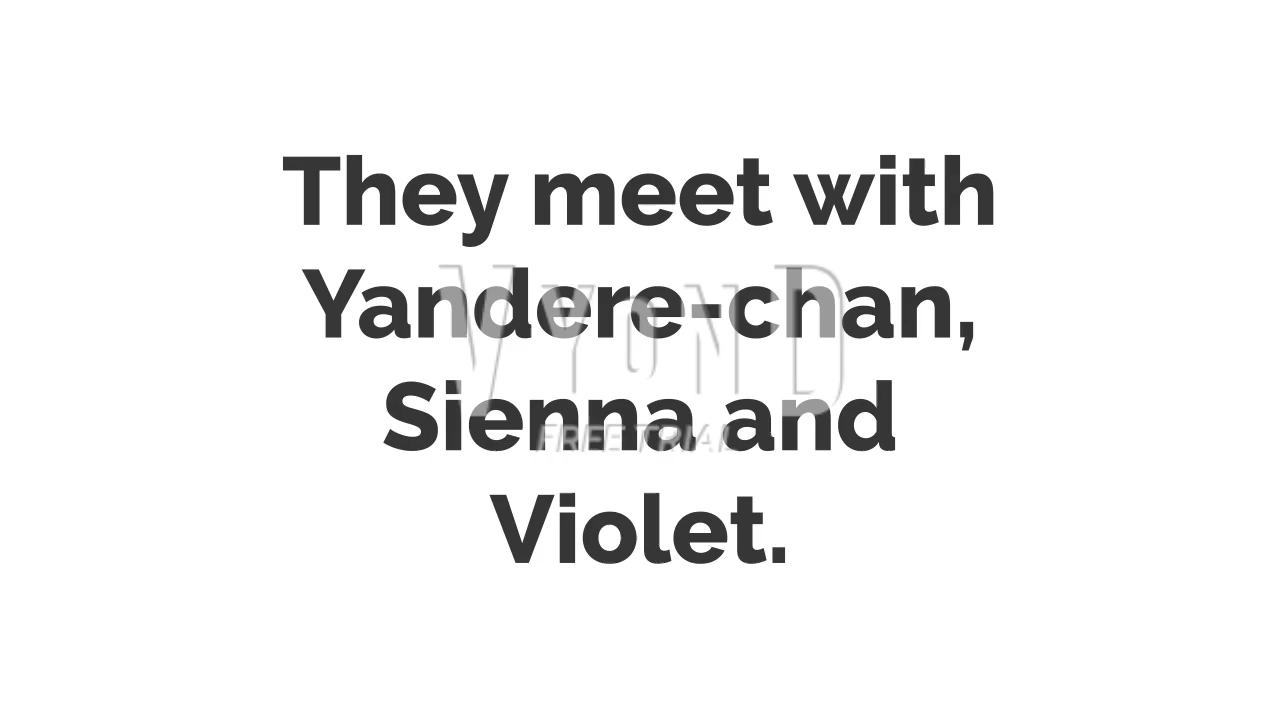 They meet with
Yandere-chan,
Sienna and
Violet.
VYOND
FREE TRIAL